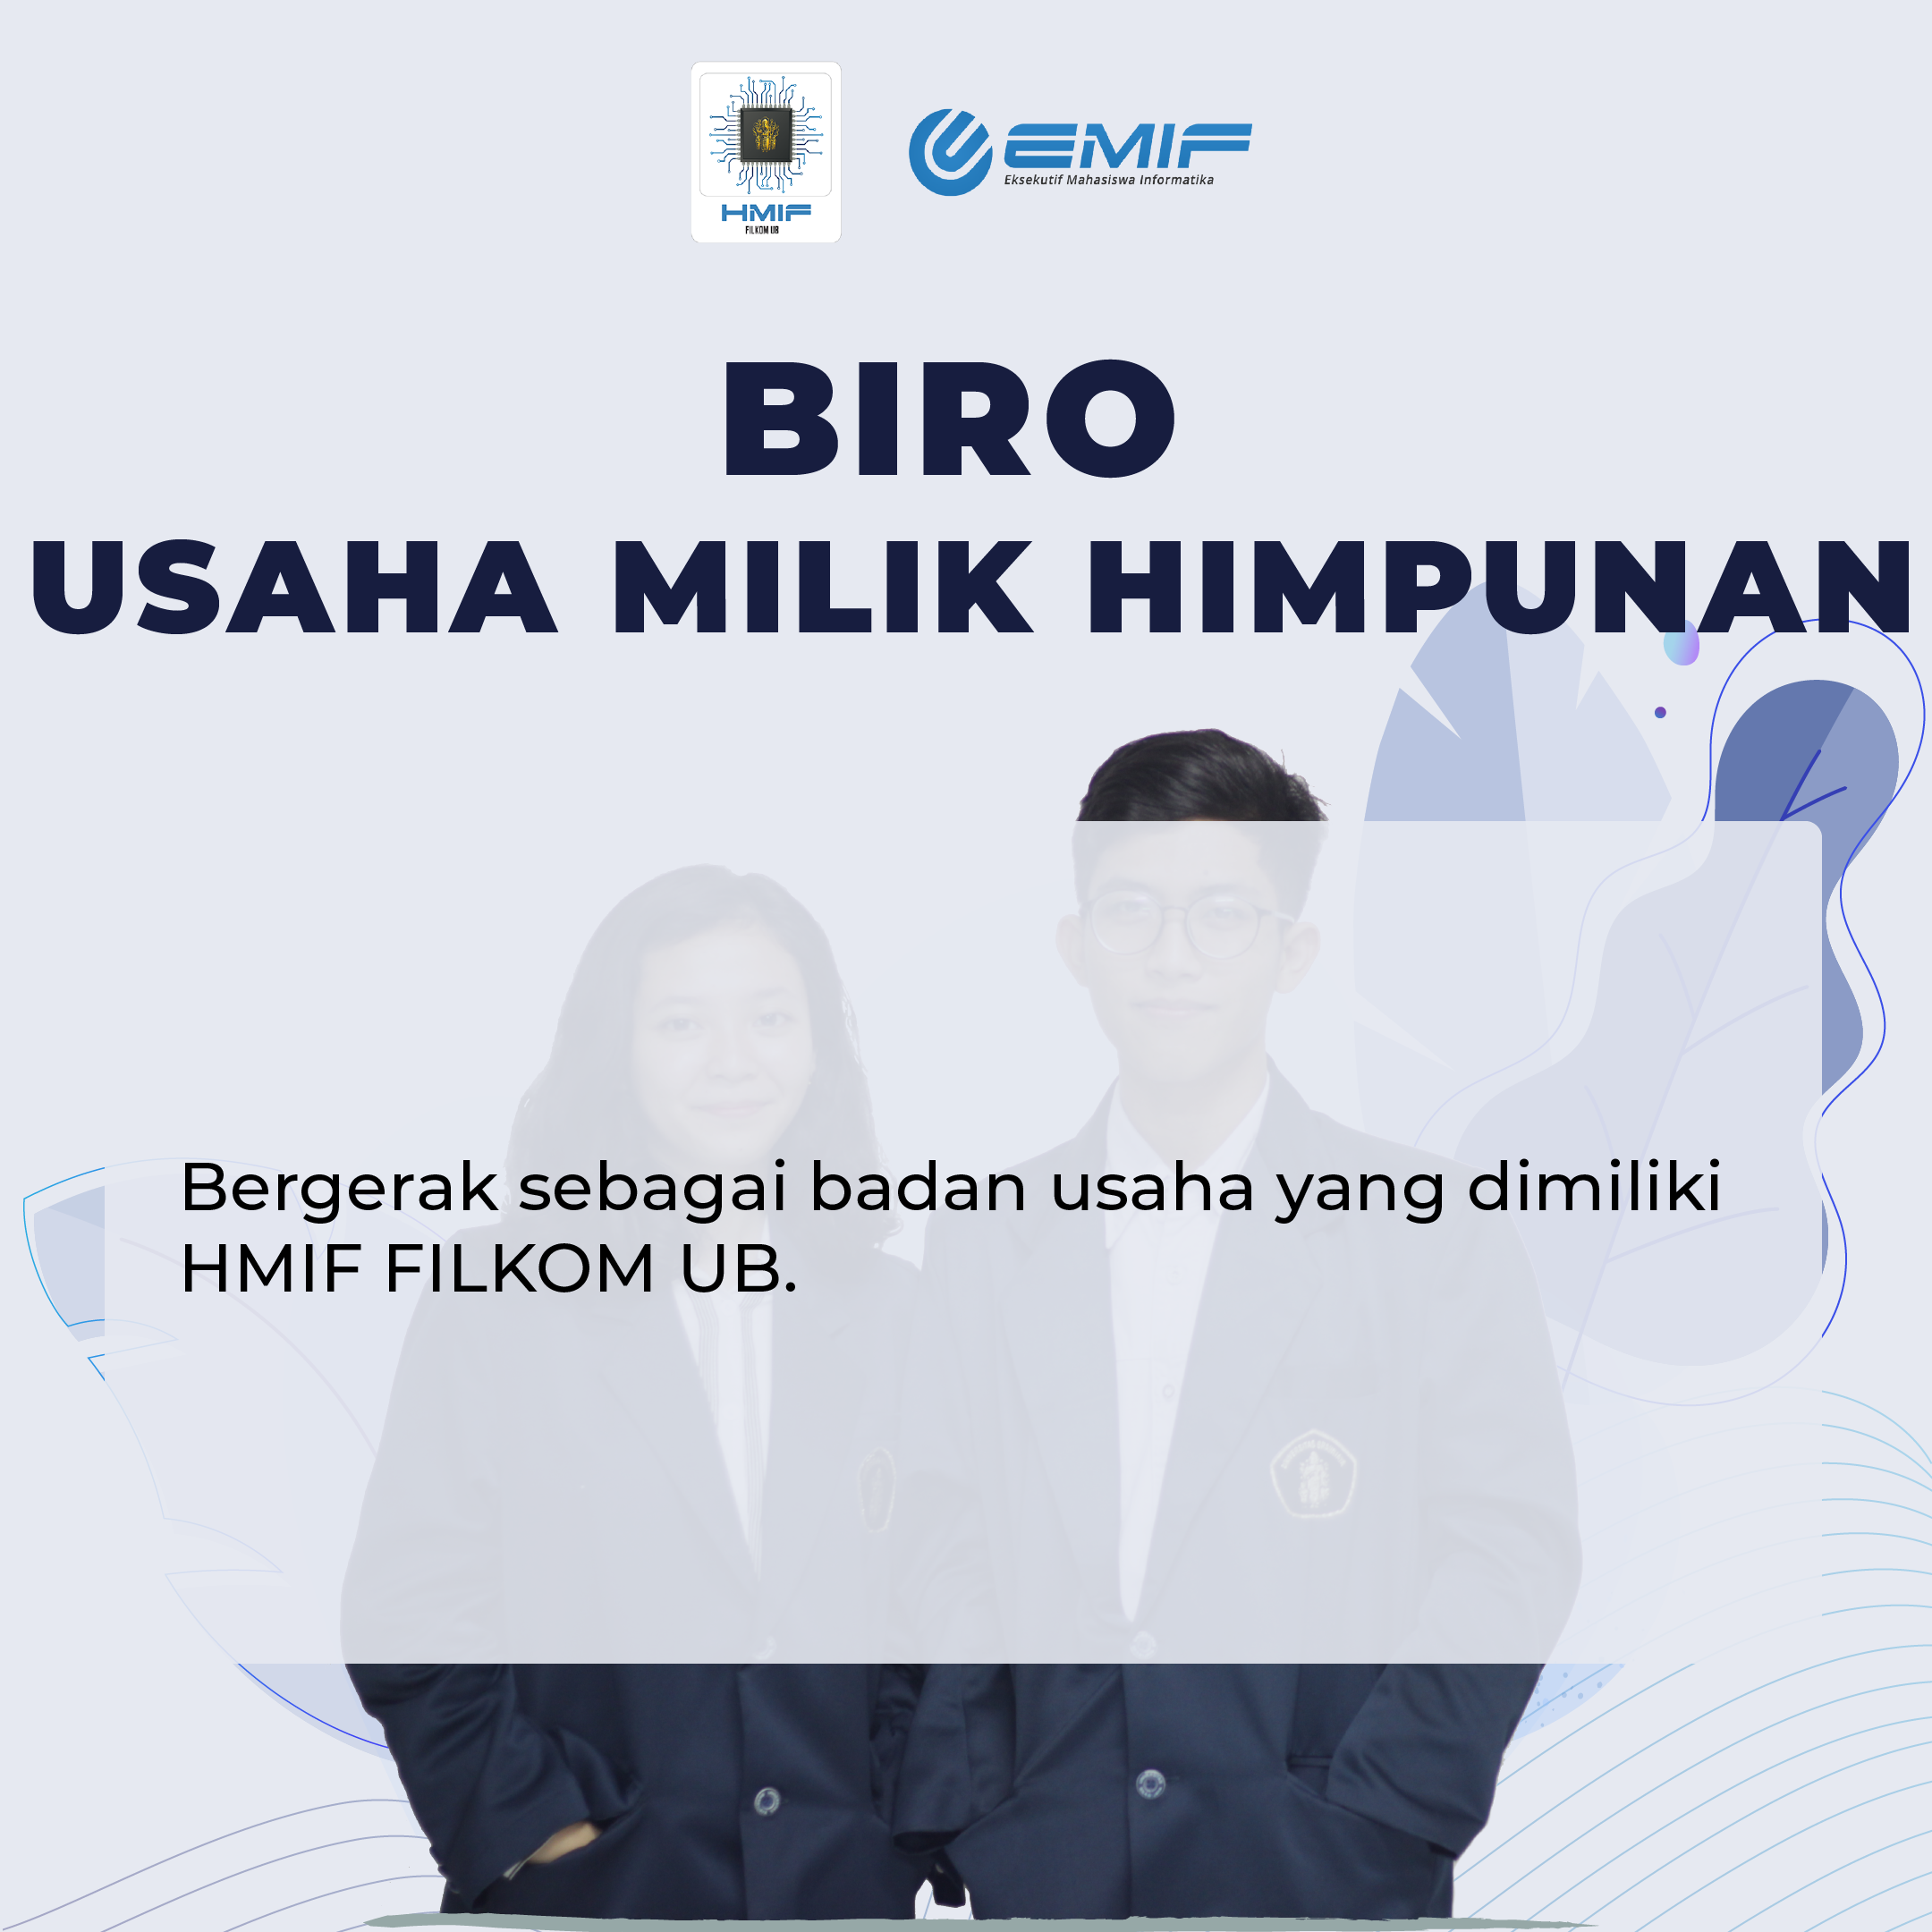 HMIF
FILKOM UB
EMIF
Eksekutif Mahasiswa Informatika
BIRO
USAHA MILIK HIMPUNAN
Bergerak sebagai badan usaha yang dimiliki
HMIF FILKOM UB.